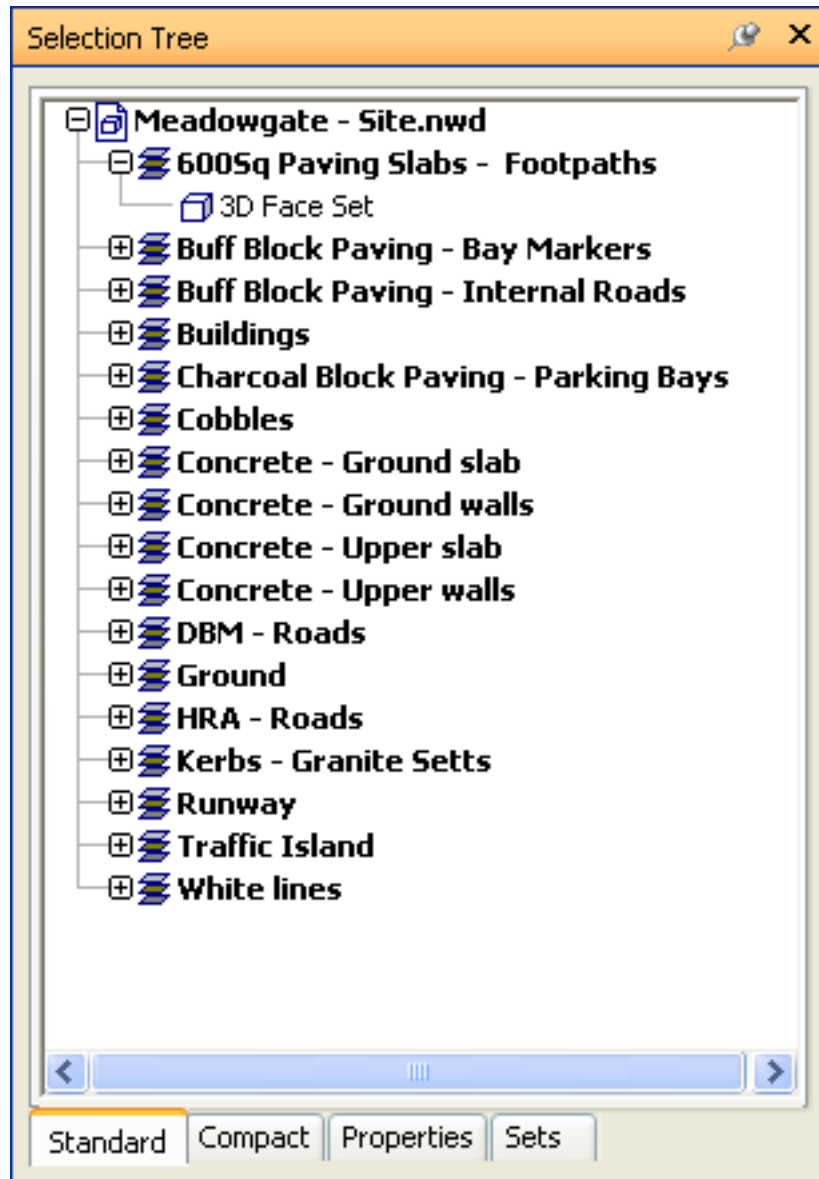 Selection Tree
Meadowgate - Site.nwd
600Sq Paving Slabs - Footpaths
3D Face Set
Buff Block Paving - Bay Markers
Buff Block Paving - Internal Roads
Buildings
Charcoal Block Paving - Parking Bays
Cobbles
Concrete - Ground slab
Concrete - Ground walls
Concrete - Upper slab
Concrete - Upper walls
DBM - Roads
Ground
HRA - Roads
Kerbs - Granite Setts
Runway
Traffic Island
White lines
Standard Compact Properties Sets